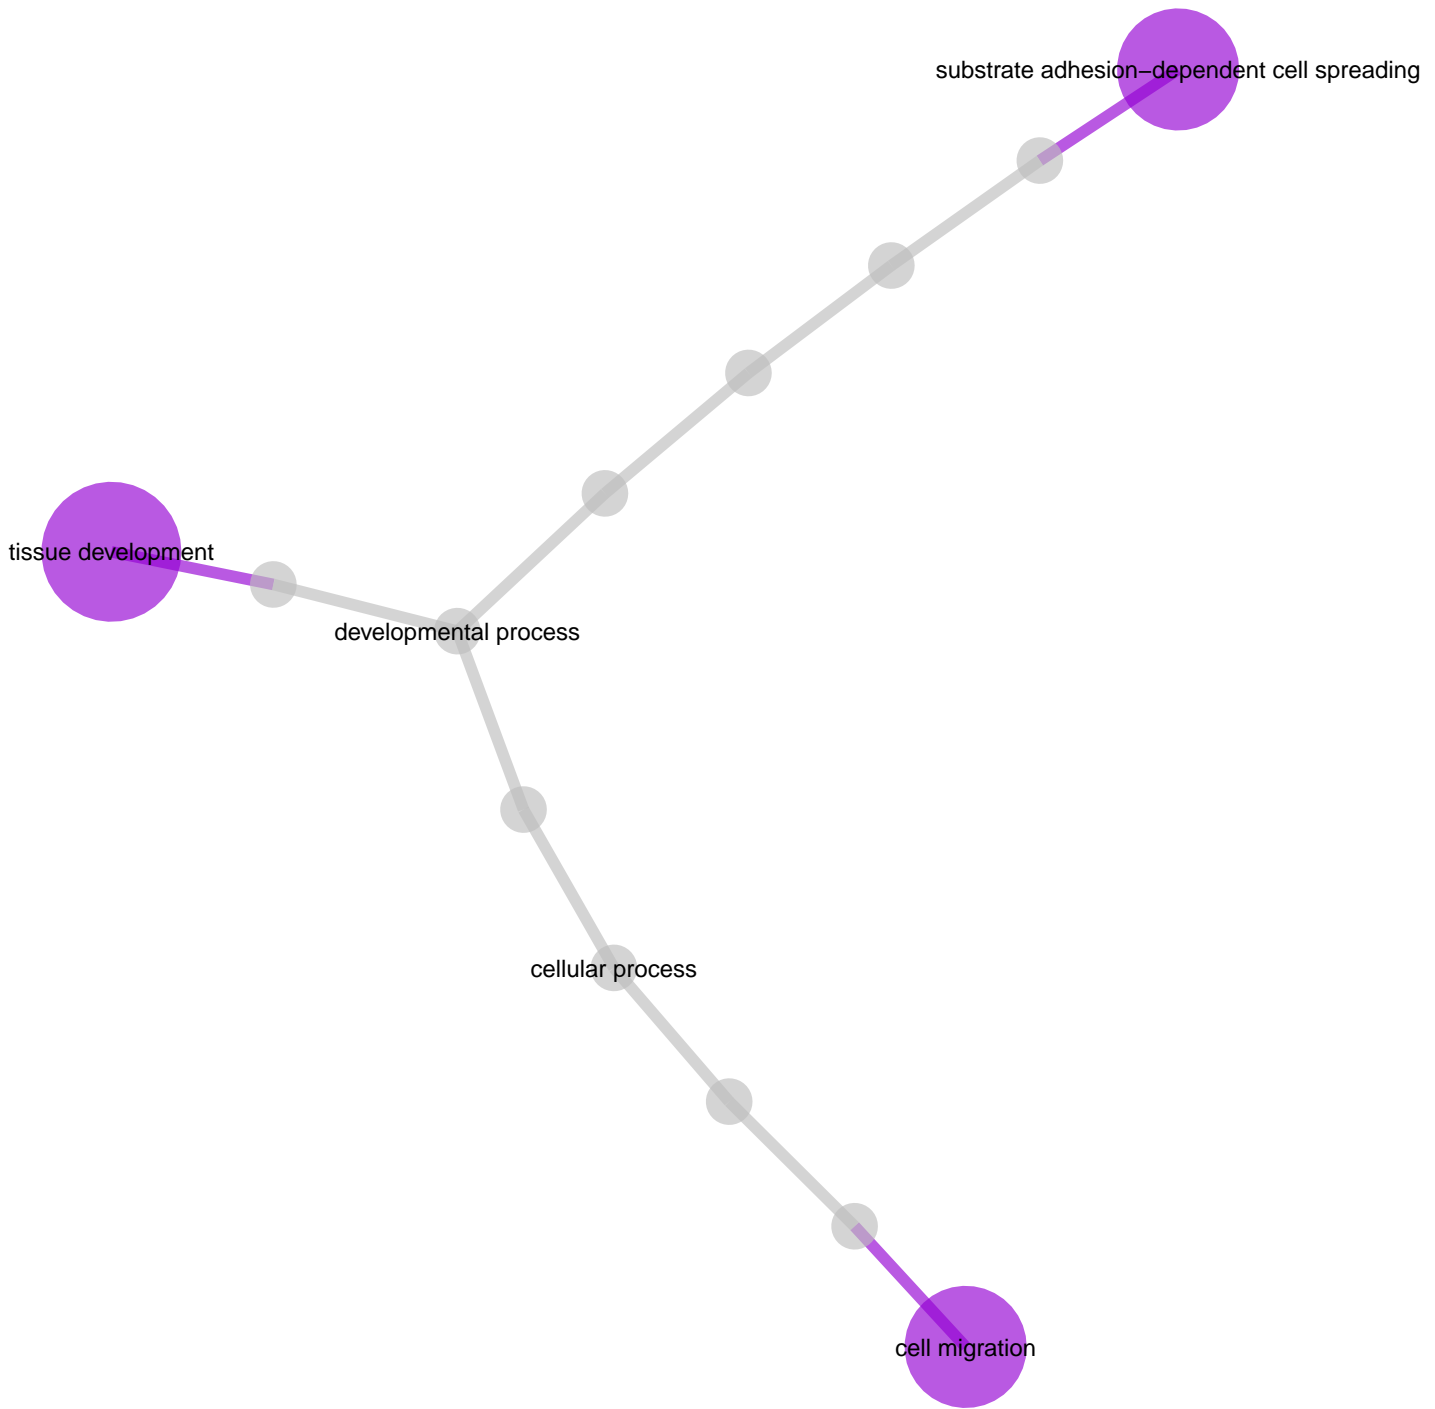 substrate adhesion−dependent cell spreading
tissue development
developmental process
cellular process
cell migration